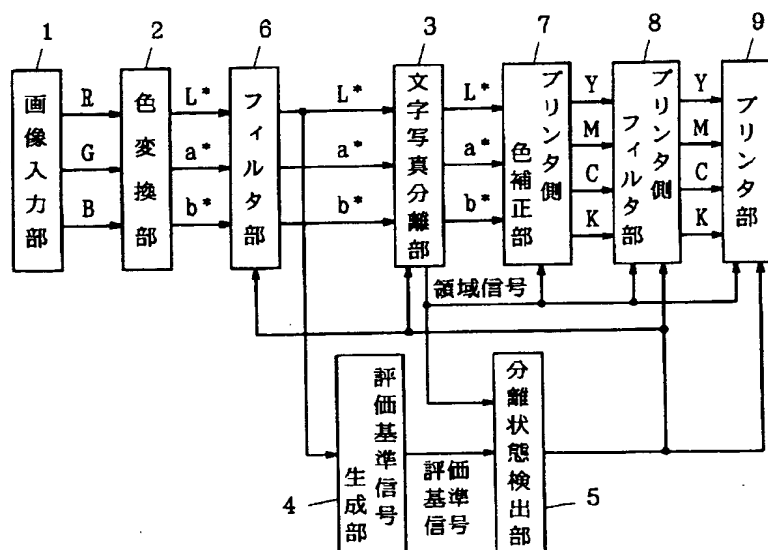 1
2
6
3
7
8
9
画像入力部
R
G
B
色変換部
L*
a*
b*
フィルタ部
L*
a*
b*
文字写真分離部
L*
a*
b*
プリンタ側
色補正部
Y
M
C
K
プリンタ側
フィルタ部
Y
M
C
K
プリンタ部
領域信号
評価基準信号
生成部
4
評価
基準
信号
分離状態検出部
5